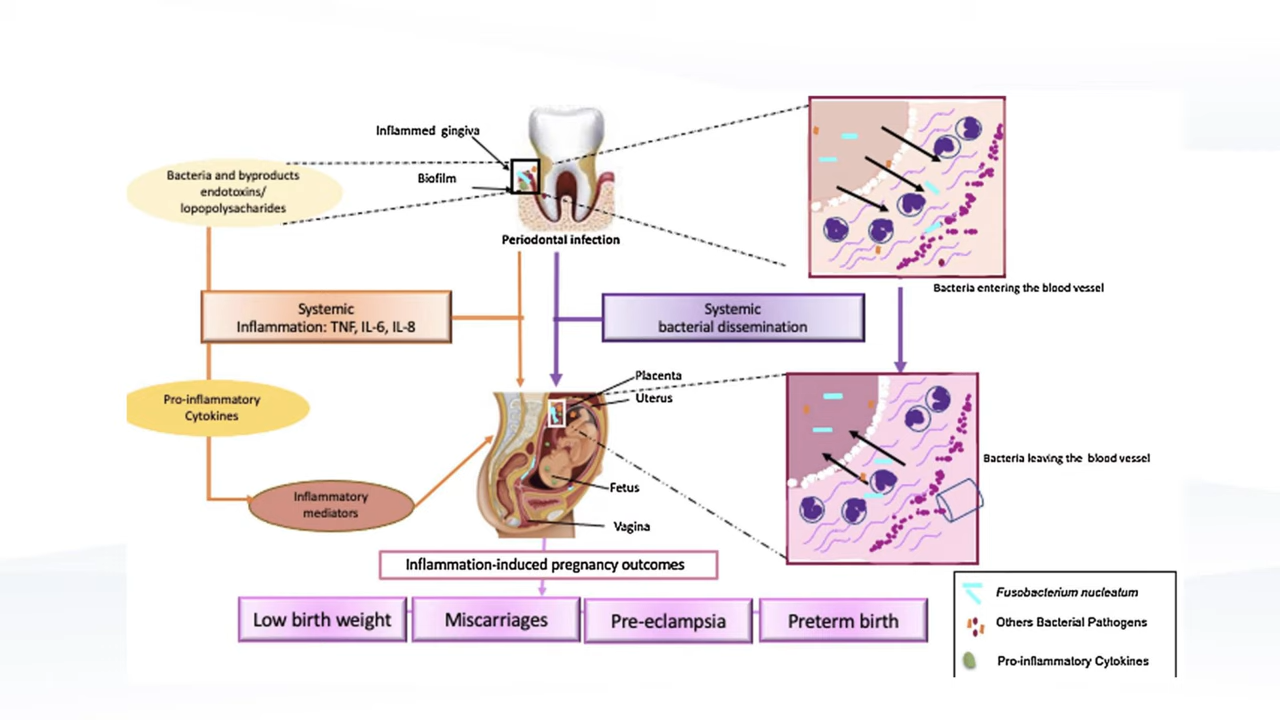 Inflammed gingiva
Biofilm
Bacteria and byproducts
endotoxins/
lopopolysacharides
Periodontal infection
Bacteria entering the blood vessel
Systemic
Inflammation: TNF, IL-6, IL-8
Systemic
bacterial dissemination
Placenta
Uterus
Pro-inflammatory
Cytokines
Bacteria leaving the blood vessel
Inflammatory
mediators
Fetus
Vagina
Inflammation-induced pregnancy outcomes
Low birth weight
Miscarriages
Pre-eclampsia
Preterm birth
Fusobacterium nucleatum
Others Bacterial Pathogens
Pro-inflammatory Cytokines